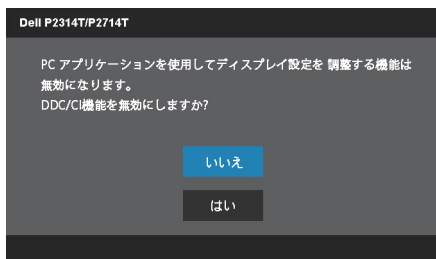 Dell P2314T/P2714T
PC アプリケーションを使用してディスプレイ設定を 調整する機能は
無効になります。
DDC/CI機能を無効にしますか?
いいえ
はい